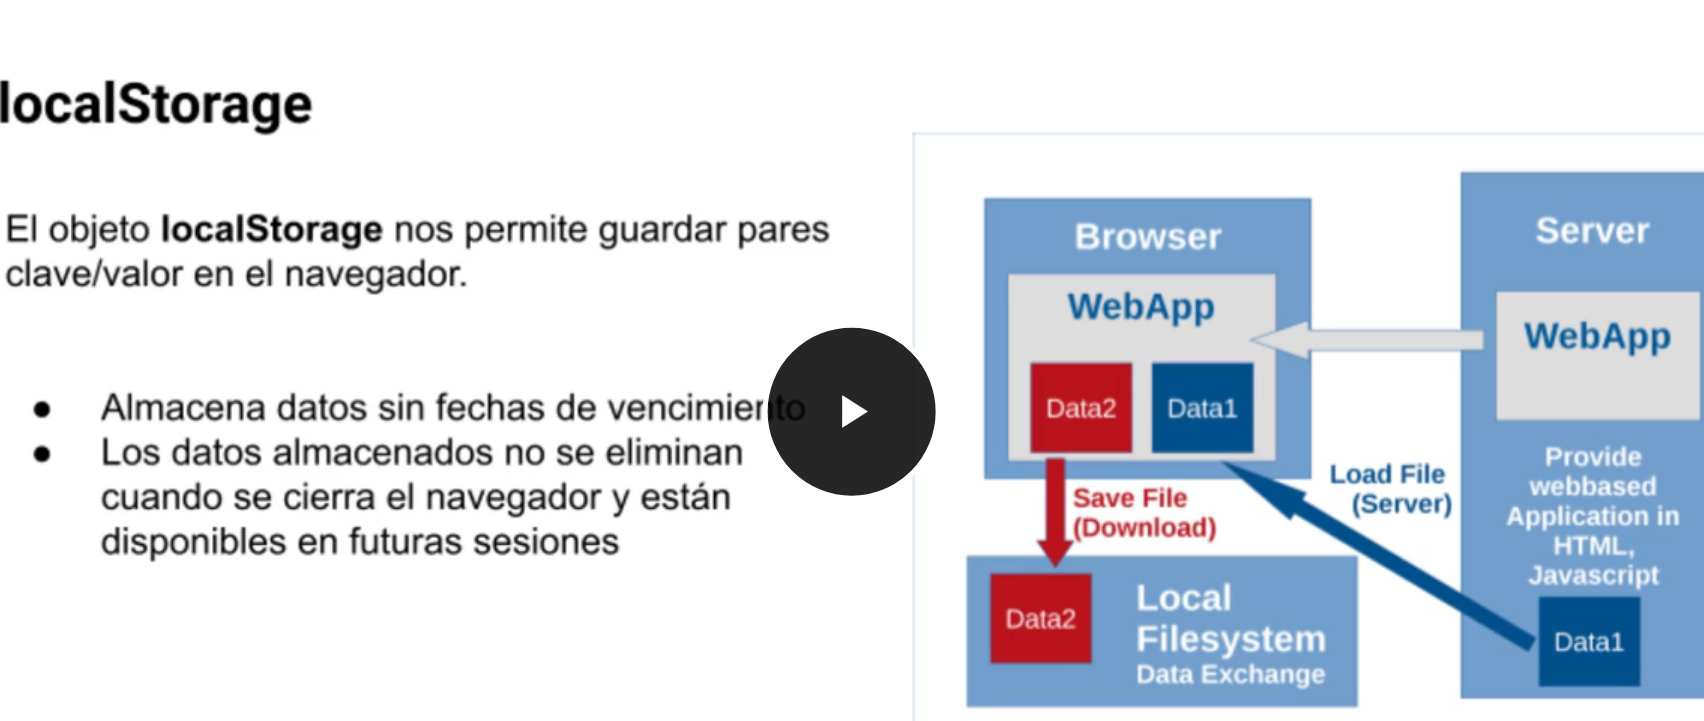 localStorage
El objeto localStorage nos permite guardar pares
clave/valor en el navegador.
● Almacena datos sin fechas de vencimiento
● Los datos almacenados no se eliminan
cuando se cierra el navegador y están
disponibles en futuras sesiones
Browser
WebApp
Data2
Data1
Save File
(Download)
Data2
Local
Filesystem
Data Exchange
Load File
(Server)
Server
WebApp
Provide
webbased
Application in
HTML,
Javascript
Data1